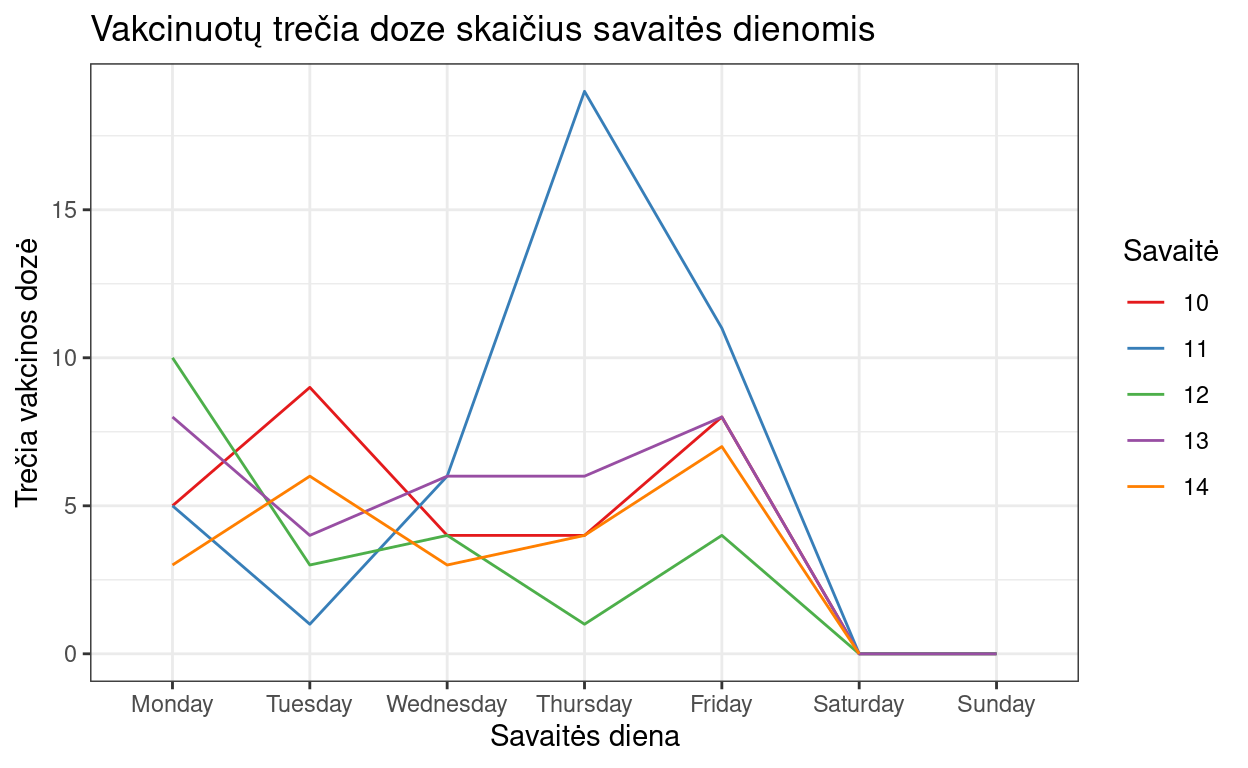 Vakcinuotų trečia doze skaičius savaitės dienomis
Trečia vakcinos dozė
15
10
5
0
Monday
Tuesday
Wednesday
Thursday
Friday
Saturday
Sunday
Savaitės diena
Savaitė
10
11
12
13
14